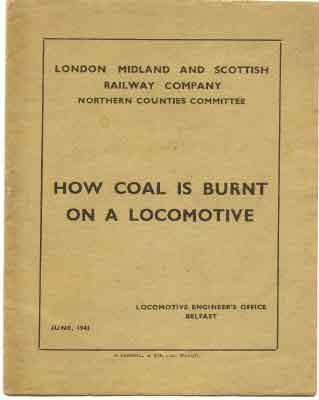 LONDON MIDLAND AND SCOTTISH
RAILWAY COMPANY
NORTHERN COUNTIES COMMITTEE
HOW COAL IS BURNT
ON A LOCOMOTIVE
LOCOMOTIVE ENGINEER'S OFFICE
BELFAST
JUNE, 1943